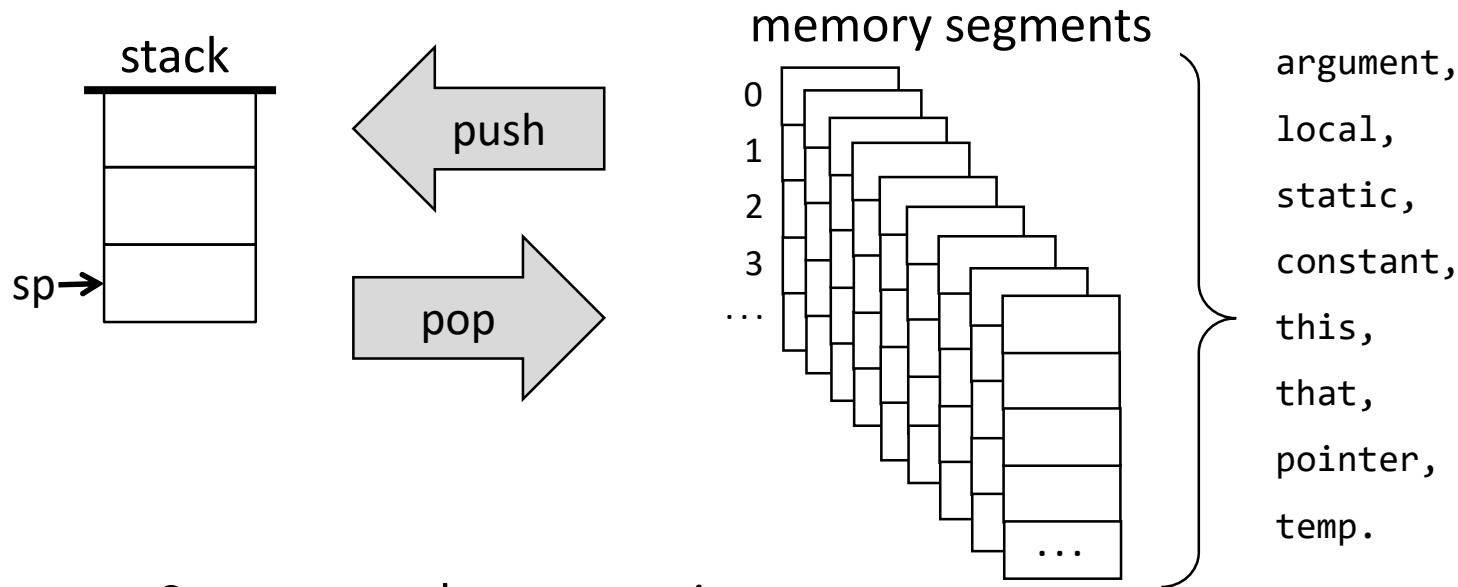 memory segments
stack
push
pop
sp
0
1
2
3
...
...
argument,
local,
static,
constant,
this,
that,
pointer,
temp.